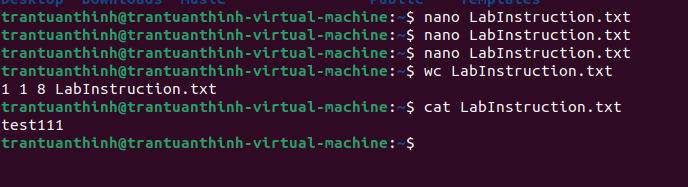 Desktop Downloads Music Public Templates
trantuanthinh@trantuanthinh-virtual-machine:~$ nano LabInstruction.txt
trantuanthinh@trantuanthinh-virtual-machine:~$ nano LabInstruction.txt
trantuanthinh@trantuanthinh-virtual-machine:~$ nano LabInstruction.txt
trantuanthinh@trantuanthinh-virtual-machine:~$ wc LabInstruction.txt
1 1 8 LabInstruction.txt
trantuanthinh@trantuanthinh-virtual-machine:~$ cat LabInstruction.txt
test111
trantuanthinh@trantuanthinh-virtual-machine:~$